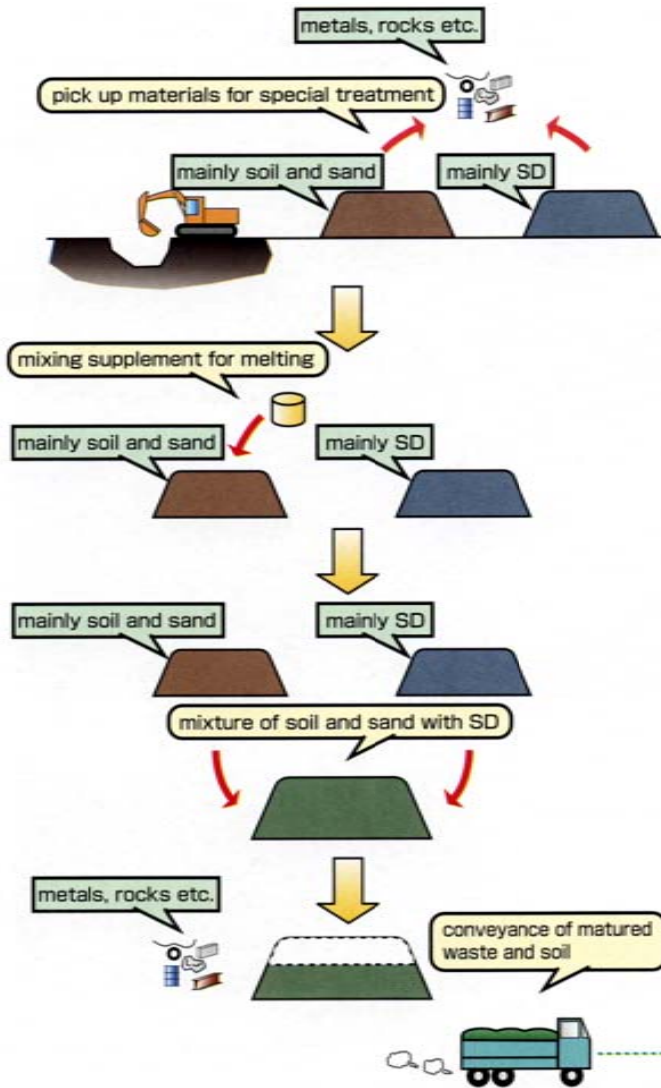 metals, rocks etc.
pick up materials for special treatment
mainly soil and sand
mainly SD
mixing supplement for melting
mainly soil and sand
mainly SD
mainly soil and sand
mainly SD
mixture of soil and sand with SD
metals, rocks etc.
conveyance of matured
waste and soil